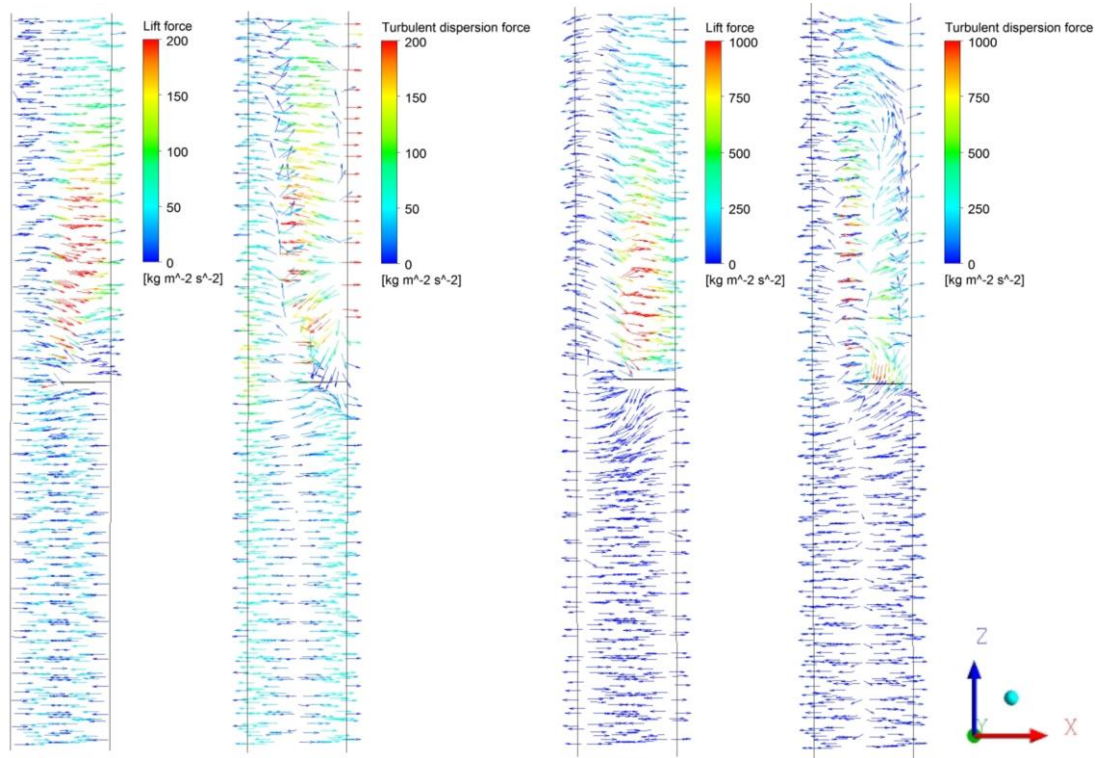 Lift force
200
150
100
50
0
[kg m^-2 s^-2]
Turbulent dispersion force
200
150
100
50
0
[kg m^-2 s^-2]
Lift force
1000
750
500
250
0
[kg m^-2 s^-2]
Turbulent dispersion force
1000
750
500
250
0
[kg m^-2 s^-2]
Z
Y
X